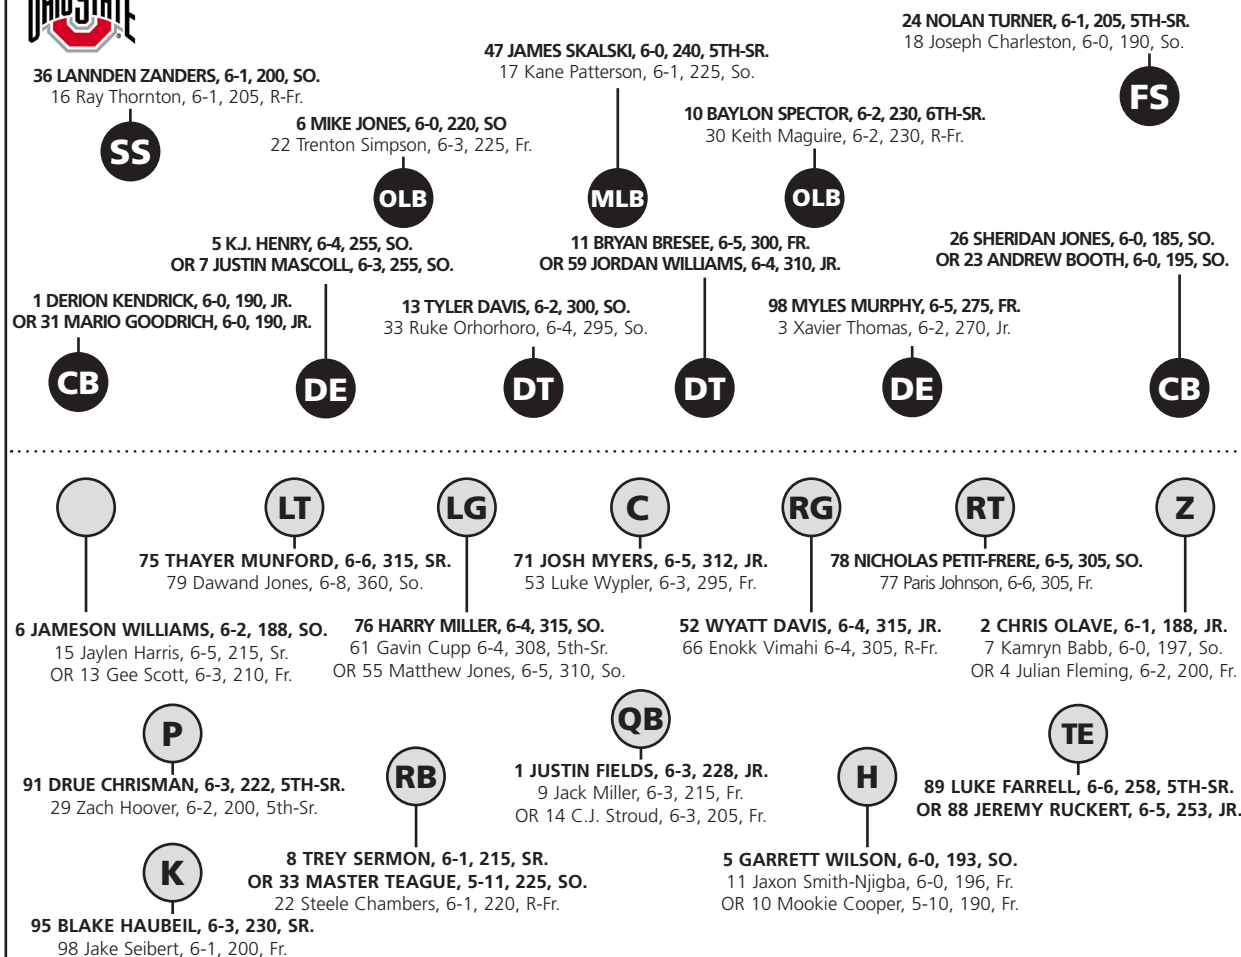 OHIO STATE
24 NOLAN TURNER, 6-1, 205, 5TH-SR.
18 Joseph Charleston, 6-0, 190, So.
FS
47 JAMES SKALSKI, 6-0, 240, 5TH-SR.
17 Kane Patterson, 6-1, 225, So.
MLB
36 LANNDEN ZANDERS, 6-1, 200, SO.
16 Ray Thornton, 6-1, 205, R-Fr.
SS
6 MIKE JONES, 6-0, 220, SO
22 Trenton Simpson, 6-3, 225, Fr.
OLB
10 BAYLON SPECTOR, 6-2, 230, 6TH-SR.
30 Keith Maguire, 6-2, 230, R-Fr.
OLB
5 K.J. HENRY, 6-4, 255, SO.
OR 7 JUSTIN MASCOLL, 6-3, 255, SO.
DE
11 BRYAN BRESEE, 6-5, 300, FR.
OR 59 JORDAN WILLIAMS, 6-4, 310, JR.
DT
26 SHERIDAN JONES, 6-0, 185, SO.
OR 23 ANDREW BOOTH, 6-0, 195, SO.
CB
1 DERION KENDRICK, 6-0, 190, JR.
OR 31 MARIO GOODRICH, 6-0, 190, JR.
CB
13 TYLER DAVIS, 6-2, 300, SO.
33 Ruke Orhorhoro, 6-4, 295, So.
DT
98 MYLES MURPHY, 6-5, 275, FR.
3 Xavier Thomas, 6-2, 270, Jr.
DE
LT
75 THAYER MUNFORD, 6-6, 315, SR.
79 Dawand Jones, 6-8, 360, So.
LG
76 HARRY MILLER, 6-4, 315, SO.
61 Gavin Cupp 6-4, 308, 5th-Sr.
OR 55 Matthew Jones, 6-5, 310, So.
C
71 JOSH MYERS, 6-5, 312, JR.
53 Luke Wypler, 6-3, 295, Fr.
RG
52 WYATT DAVIS, 6-4, 315, JR.
66 Enokk Vimahi 6-4, 305, R-Fr.
RT
78 NICHOLAS PETIT-FRERE, 6-5, 305, SO.
77 Paris Johnson, 6-6, 305, Fr.
Z
2 CHRIS OLAVE, 6-1, 188, JR.
7 Kamryn Babb, 6-0, 197, So.
OR 4 Julian Fleming, 6-2, 200, Fr.
6 JAMESON WILLIAMS, 6-2, 188, SO.
15 Jaylen Harris, 6-5, 215, Sr.
OR 13 Gee Scott, 6-3, 210, Fr.
P
91 DRUE CHRISMAN, 6-3, 222, 5TH-SR.
29 Zach Hoover, 6-2, 200, 5th-Sr.
QB
1 JUSTIN FIELDS, 6-3, 228, JR.
9 Jack Miller, 6-3, 215, Fr.
OR 14 C.J. Stroud, 6-3, 205, Fr.
TE
89 LUKE FARRELL, 6-6, 258, 5TH-SR.
OR 88 JEREMY RUCKERT, 6-5, 253, JR.
RB
8 TREY SERMON, 6-1, 215, SR.
OR 33 MASTER TEAGUE, 5-11, 225, SO.
22 Steele Chambers, 6-1, 220, R-Fr.
H
5 GARRETT WILSON, 6-0, 193, SO.
11 Jaxon Smith-Njigba, 6-0, 196, Fr.
OR 10 Mookie Cooper, 5-10, 190, Fr.
K
95 BLAKE HAUBEIL, 6-3, 230, SR.
98 Jake Seibert, 6-1, 200, Fr.